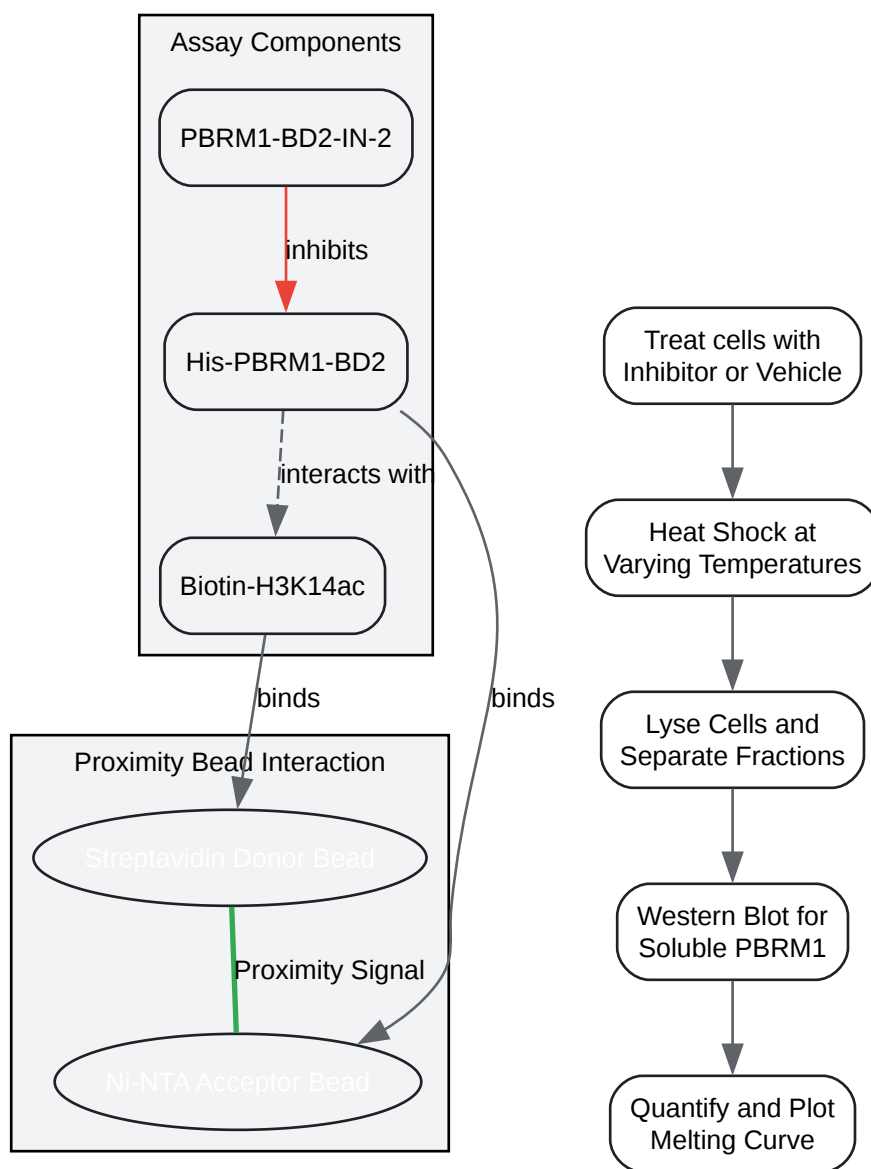 Assay Components
PBRM1-BD2-IN-2
inhibits
His-PBRM1-BD2
interacts with
Biotin-H3K14ac
binds
binds
Proximity Bead Interaction
Streptavidin Donor Bead
Proximity Signal
Ni-NTA Acceptor Bead
Treat cells with
Inhibitor or Vehicle
Heat Shock at
Varying Temperatures
Lyse Cells and
Separate Fractions
Western Blot for
Soluble PBRM1
Quantify and Plot
Melting Curve